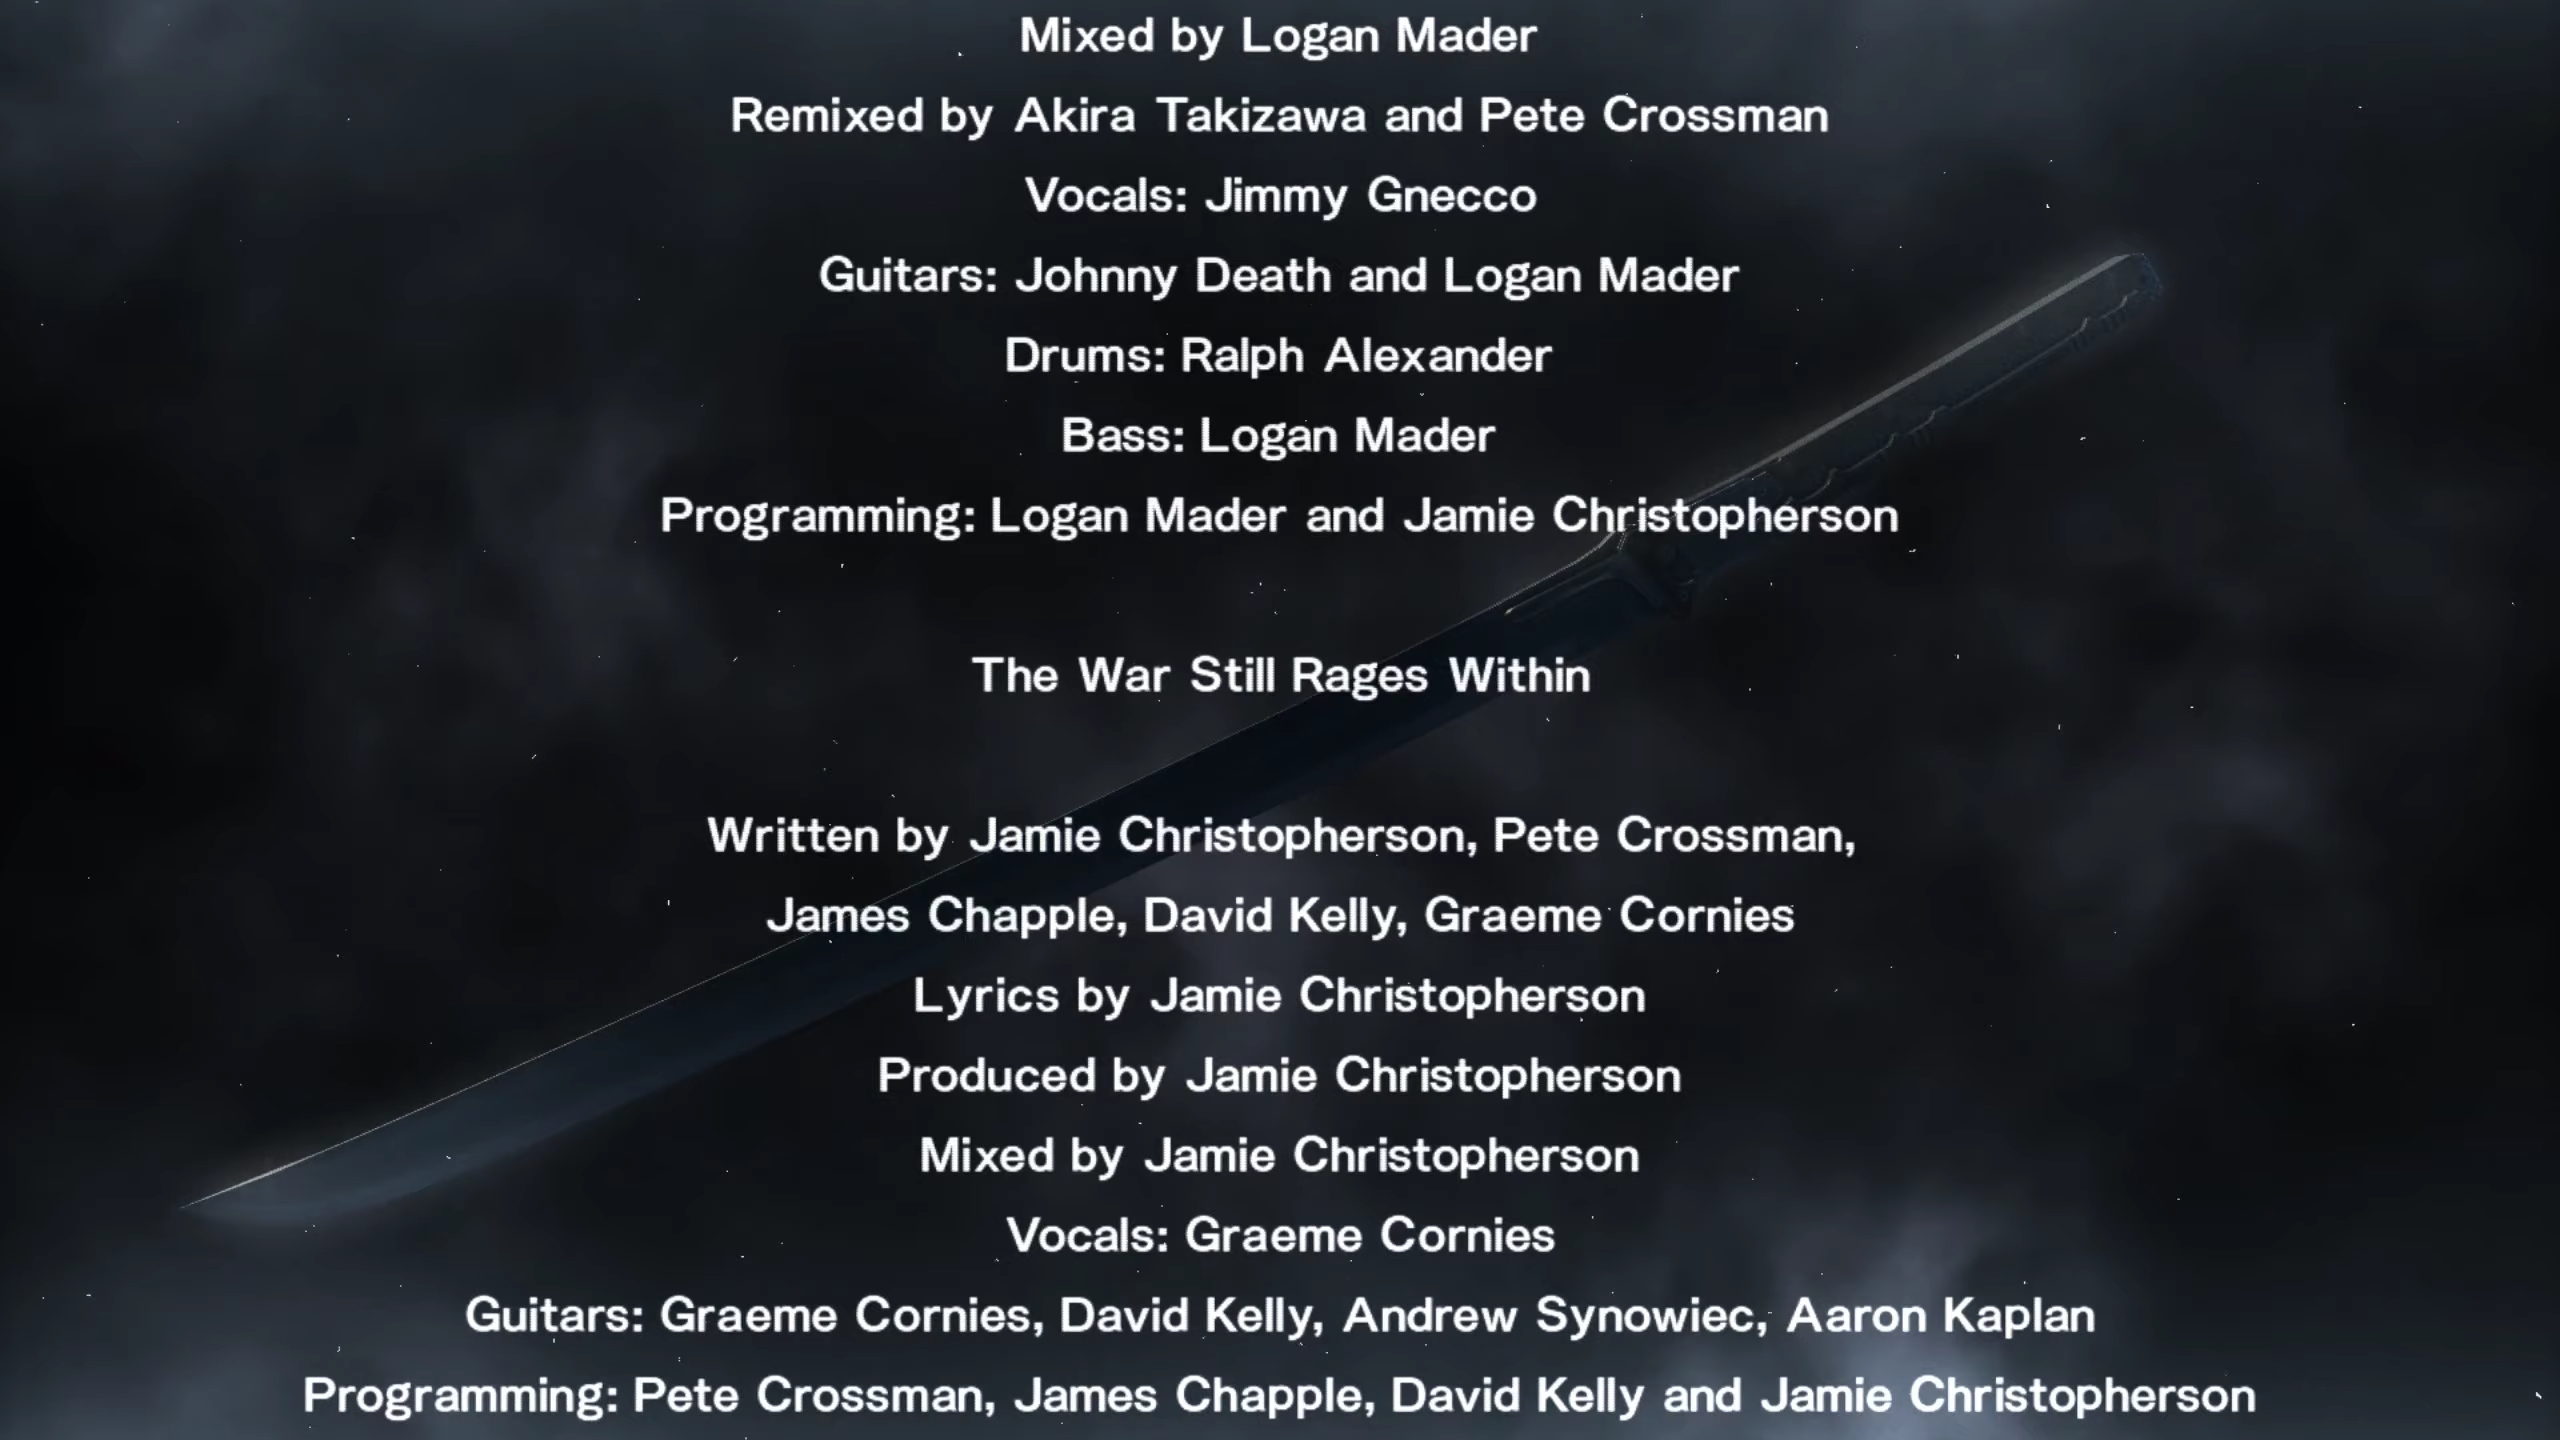 Mixed by Logan Mader
Remixed by Akira Takizawa and Pete Crossman
Vocals: Jimmy Gnecco
Guitars: Johnny Death and Logan Mader
Drums: Ralph Alexander
Bass: Logan Mader
Programming: Logan Mader and Jamie Christopherson
The War Still Rages Within
Written by Jamie Christopherson, Pete Crossman,
James Chapple, David Kelly, Graeme Cornies
Lyrics by Jamie Christopherson
Produced by Jamie Christopherson
Mixed by Jamie Christopherson
Vocals: Graeme Cornies
Guitars: Graeme Cornies, David Kelly, Andrew Synowiec, Aaron Kaplan
Programming: Pete Crossman, James Chapple, David Kelly and Jamie Christopherson